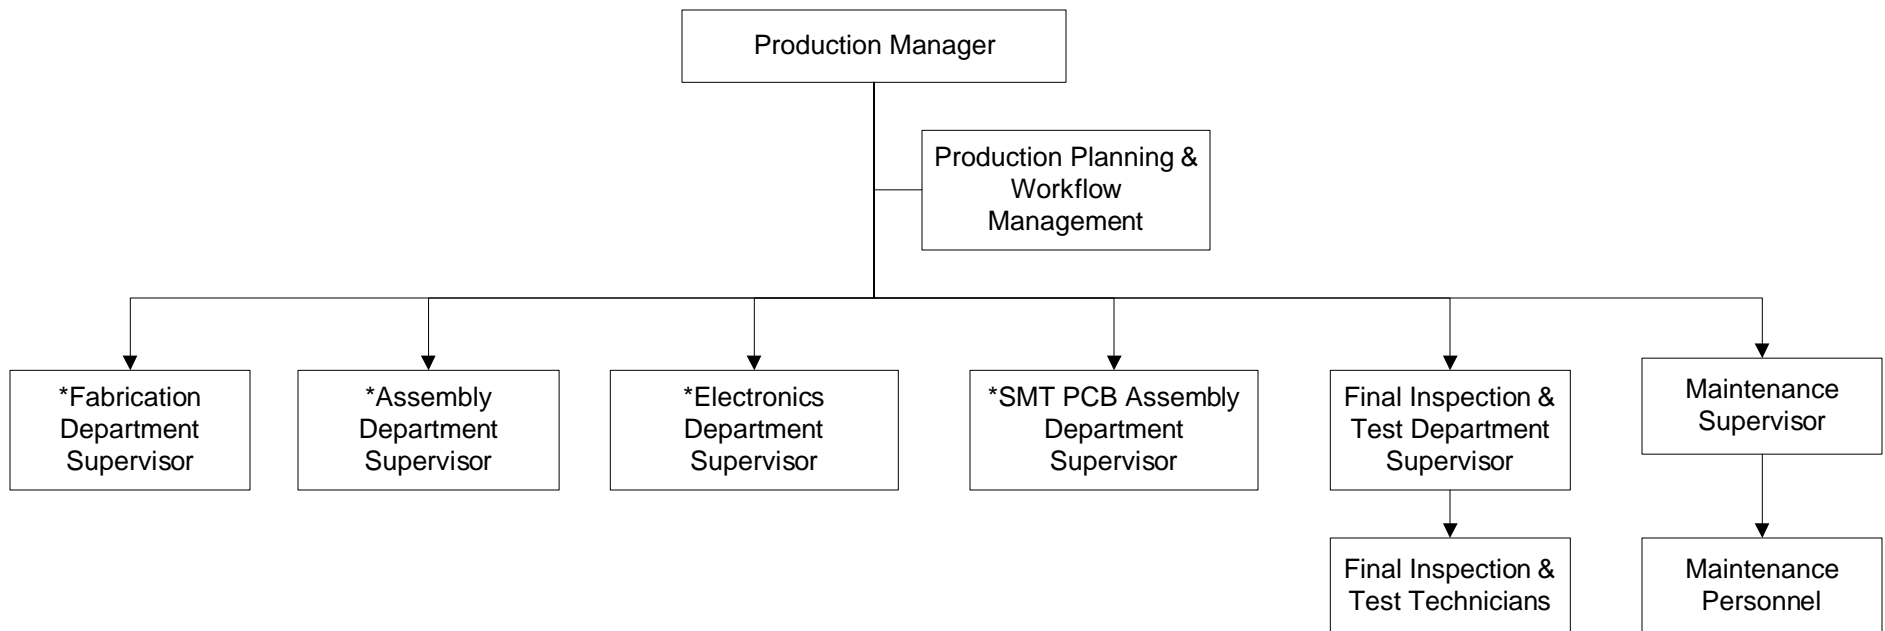 Production Manager
Production Planning &
Workflow
Management
*Fabrication
Department
Supervisor
*Assembly
Department
Supervisor
*Electronics
Department
Supervisor
*SMT PCB Assembly
Department
Supervisor
Final Inspection &
Test Department
Supervisor
Maintenance
Supervisor
Final Inspection &
Test Technicians
Maintenance
Personnel